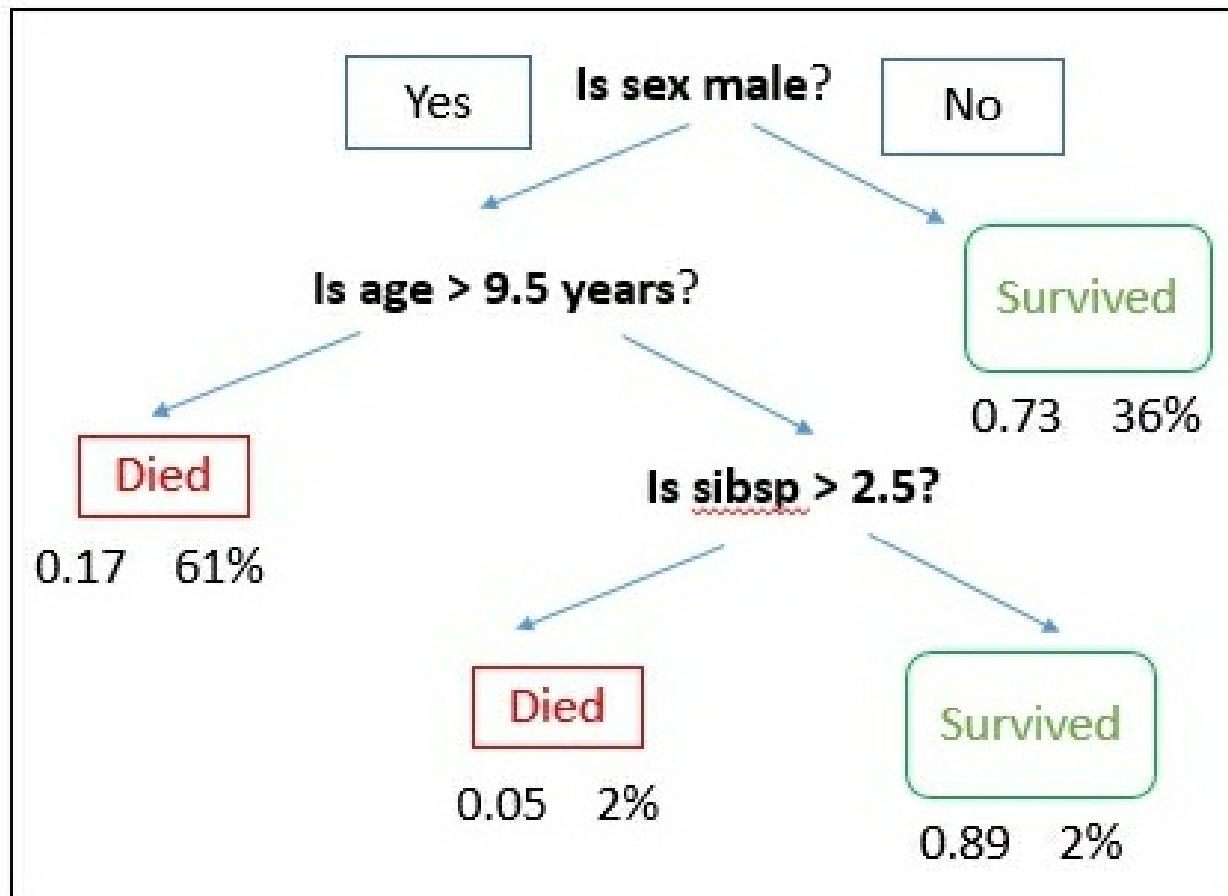 Yes
Is sex male?
No
Is age > 9.5 years?
Survived
0.73 36%
Died
0.17 61%
Is sibsp > 2.5?
Died
0.05 2%
Survived
0.89 2%